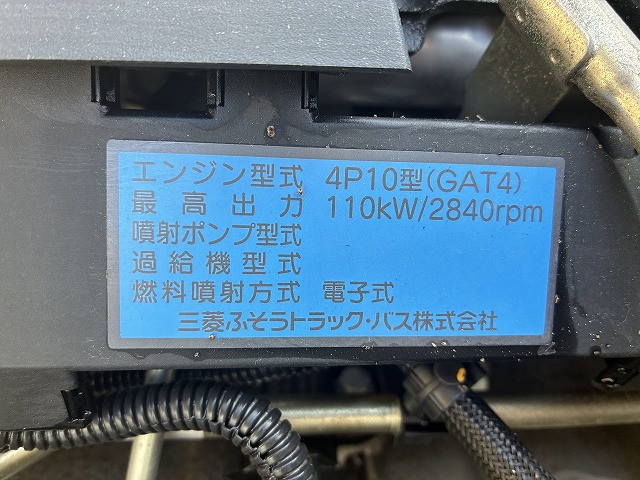 エンジン型式 4P10型(GAT4)
最高出力 110kW/2840rpm
噴射ポンプ型式
過給機型式
燃料噴射方式 電子式
三菱ふそうトラック・バス株式会社